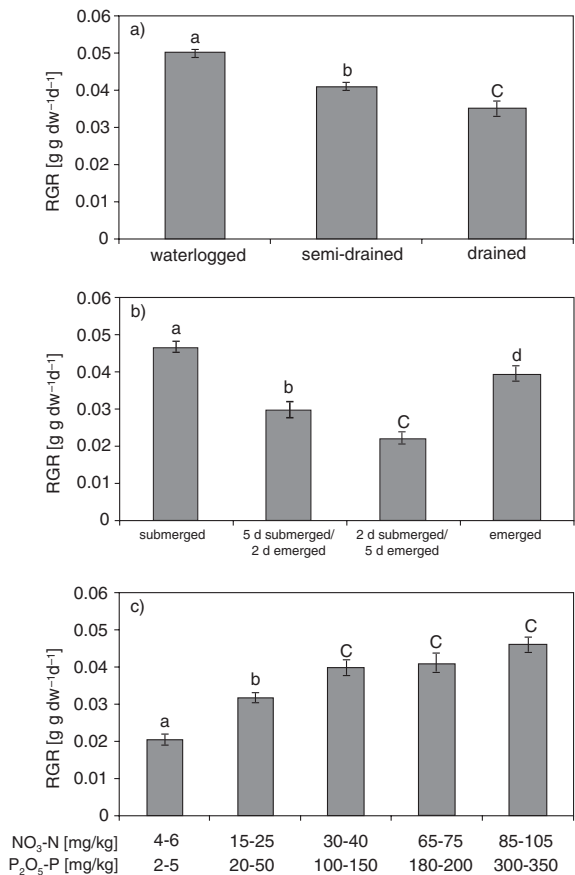 0.06
a)
a
0.05
b
0.04
C
0.03
0.02
0.01
0
RGR [g g dw⁻¹d⁻¹]
waterlogged semi-drained drained
0.06
b)
a
0.05
d
0.04
b
0.03
C
0.02
0.01
0
RGR [g g dw⁻¹d⁻¹]
submerged 5 d submerged/ 2 d submerged/ emerged
2 d emerged 5 d emerged
0.06
c)
0.05
C C C
0.04
b
0.03
a
0.02
0.01
0
RGR [g g dw⁻¹d⁻¹]
NO₃-N [mg/kg] 4-6 15-25 30-40 65-75 85-105
P₂O₅-P [mg/kg] 2-5 20-50 100-150 180-200 300-350